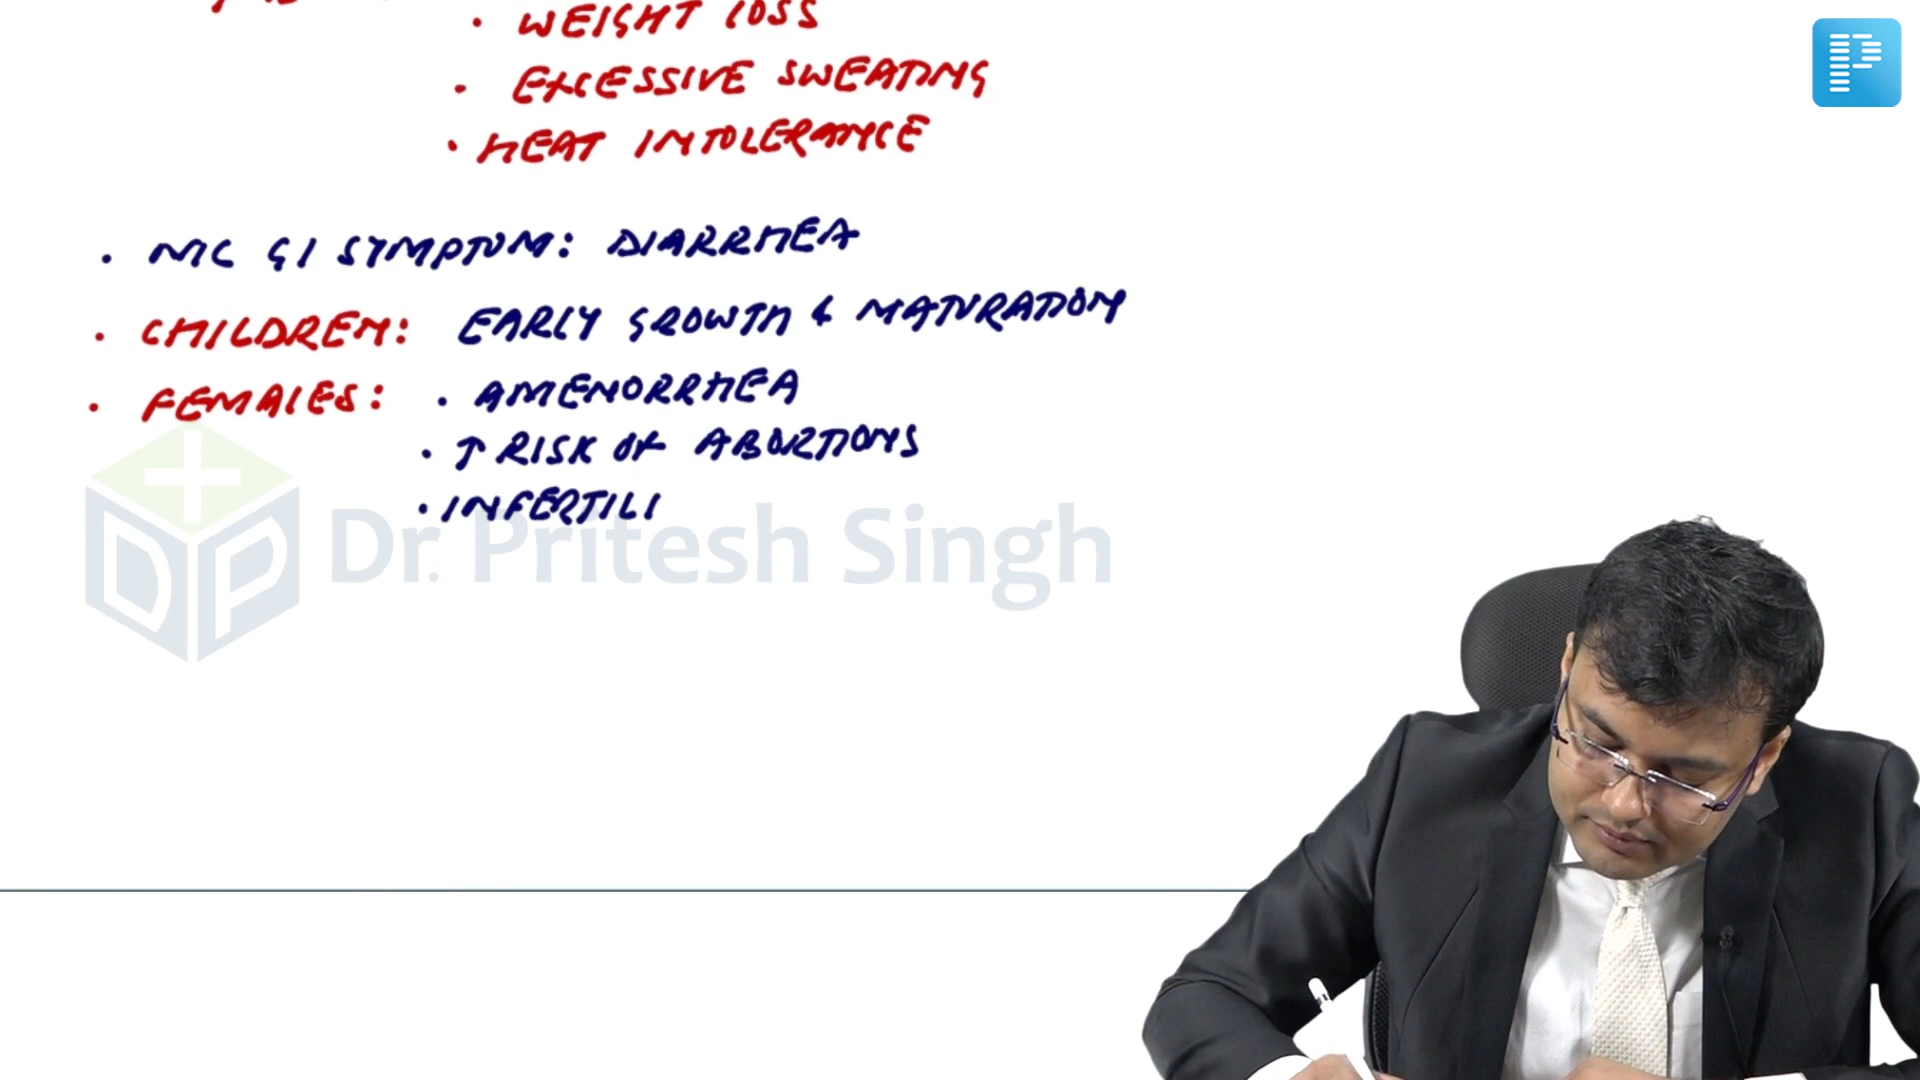 • WEIGHT LOSS
• EXCESSIVE SWEATING
• HEAT INTOLERANCE
• MC GI SYMPTOM: DIARRHEA
• CHILDREN: EARLY GROWTH & MATURATION
• FEMALES: • AMENORRHEA
• ↑ RISK OF ABORTIONS
• INFERTILI
Dr. Pritesh Singh
DP
P